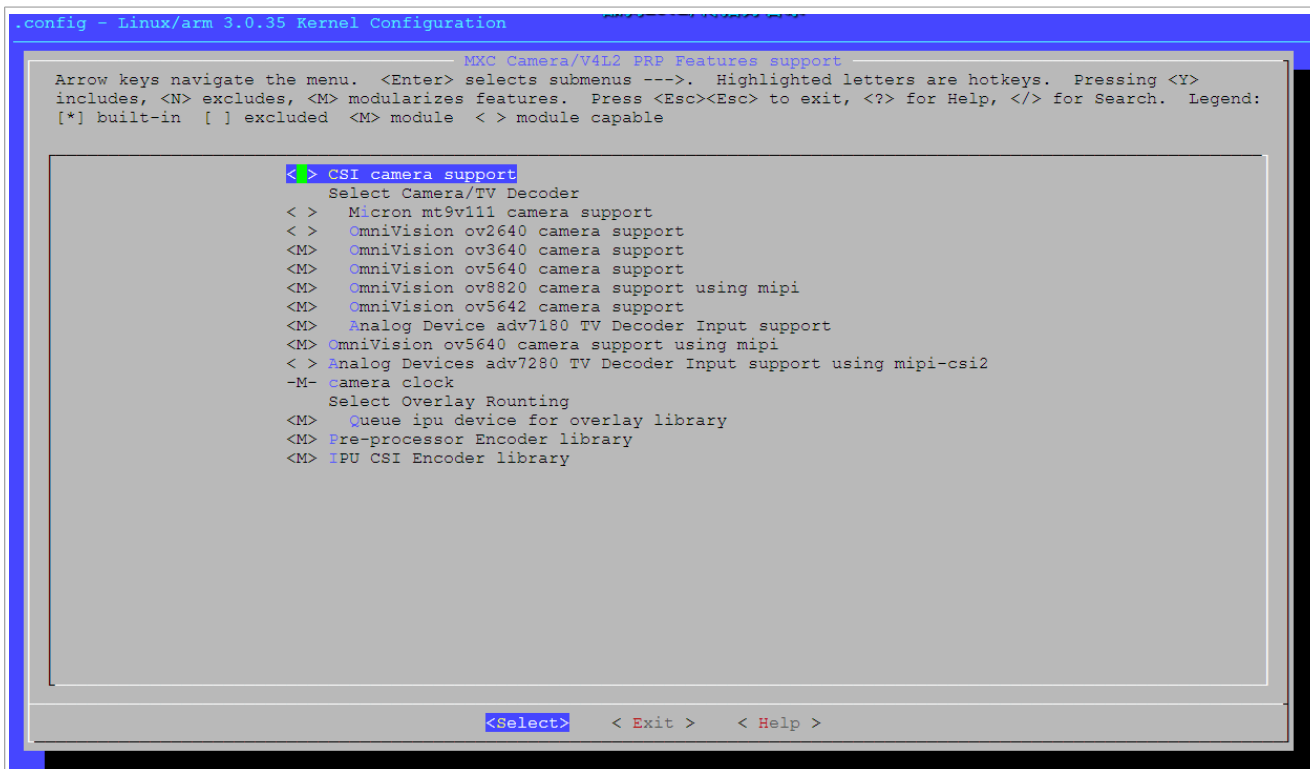 .config - Linux/arm 3.0.35 Kernel Configuration
MXC Camera/V4L2 PRP Features support
Arrow keys navigate the menu.  <Enter> selects submenus --->.  Highlighted letters are hotkeys.  Pressing <Y>
includes, <N> excludes, <M> modularizes features.  Press <Esc><Esc> to exit, <?> for Help, </> for Search.  Legend:
[*] built-in  [ ] excluded  <M> module  < > module capable
< > CSI camera support
Select Camera/TV Decoder
< >   Micron mt9v111 camera support
< >   OmniVision ov2640 camera support
<M>   OmniVision ov3640 camera support
<M>   OmniVision ov5640 camera support
<M>   OmniVision ov8820 camera support using mipi
<M>   OmniVision ov5642 camera support
<M>   Analog Device adv7180 TV Decoder Input support
<M> OmniVision ov5640 camera support using mipi
< > Analog Devices adv7280 TV Decoder Input support using mipi-csi2
-M- camera clock
Select Overlay Rounting
<M>   Queue ipu device for overlay library
<M> Pre-processor Encoder library
<M> IPU CSI Encoder library
<Select>    < Exit >    < Help >